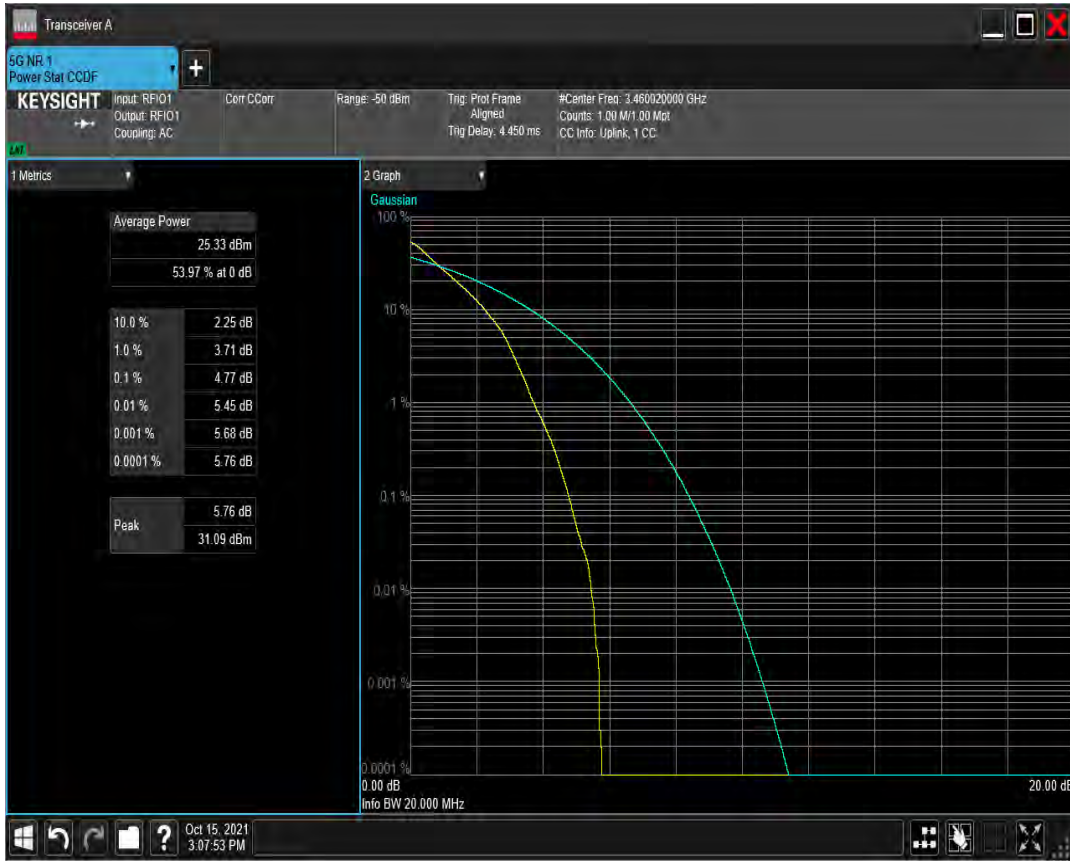 Transceiver A
5G NR 1
Power Stat CCDF
+
KEYSIGHT
Input: RFIO1
Output: RFIO1
Coupling: AC
Corr CCorr
Range: -50 dBm
Trig: Prot Frame
Aligned
Trig Delay: 4.450 ms
#Center Freq: 3.460020000 GHz
Counts: 1.00 M/1.00 Mpt
CC Info: Uplink, 1 CC
1 Metrics
Average Power
25.33 dBm
53.97 % at 0 dB
10.0 % 2.25 dB
1.0 % 3.71 dB
0.1 % 4.77 dB
0.01 % 5.45 dB
0.001 % 5.68 dB
0.0001 % 5.76 dB
Peak
5.76 dB
31.09 dBm
2 Graph
Gaussian
100 %
10 %
1 %
0.1 %
0.01 %
0.001 %
0.0001 %
0.00 dB 20.00 dB
Info BW 20.000 MHz
?
Oct 15, 2021
3:07:53 PM